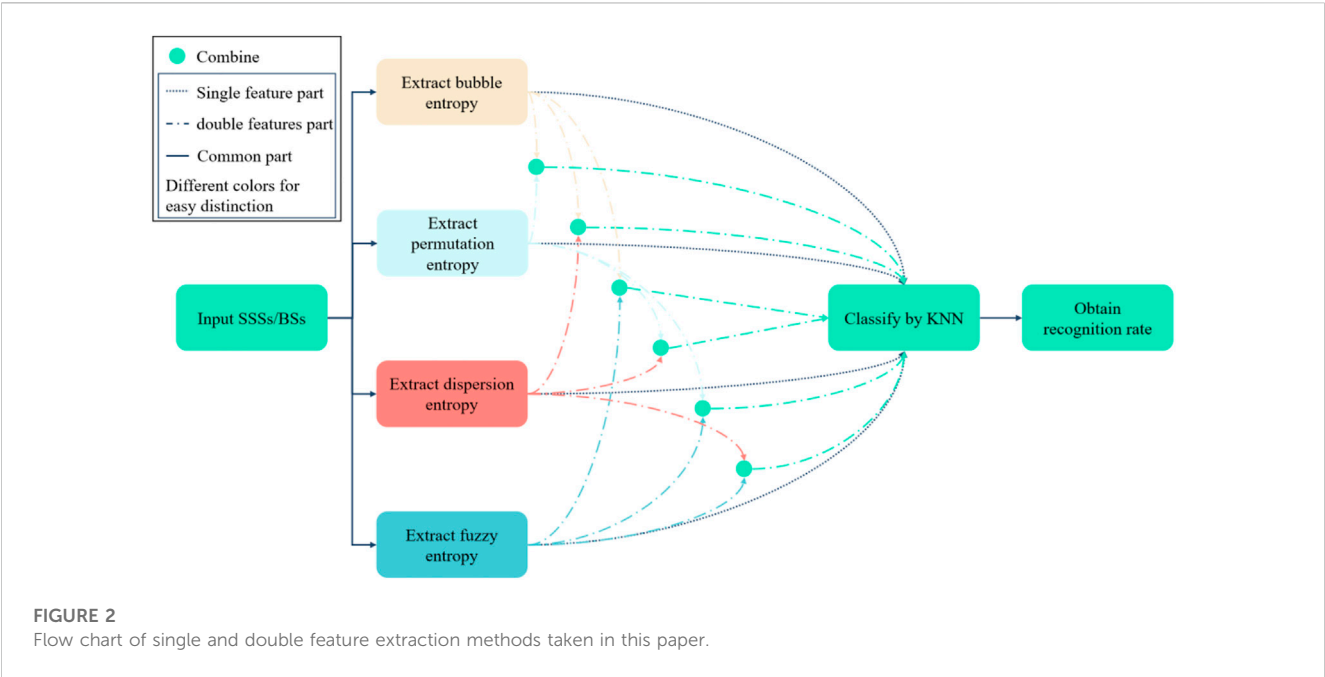 Combine
Single feature part
double features part
Common part
Different colors for
easy distinction
Extract bubble
entropy
Extract
permutation
entropy
Input SSSs/BSs
Extract dispersion
entropy
Extract fuzzy
entropy
Classify by KNN
Obtain
recognition rate
FIGURE 2
Flow chart of single and double feature extraction methods taken in this paper.